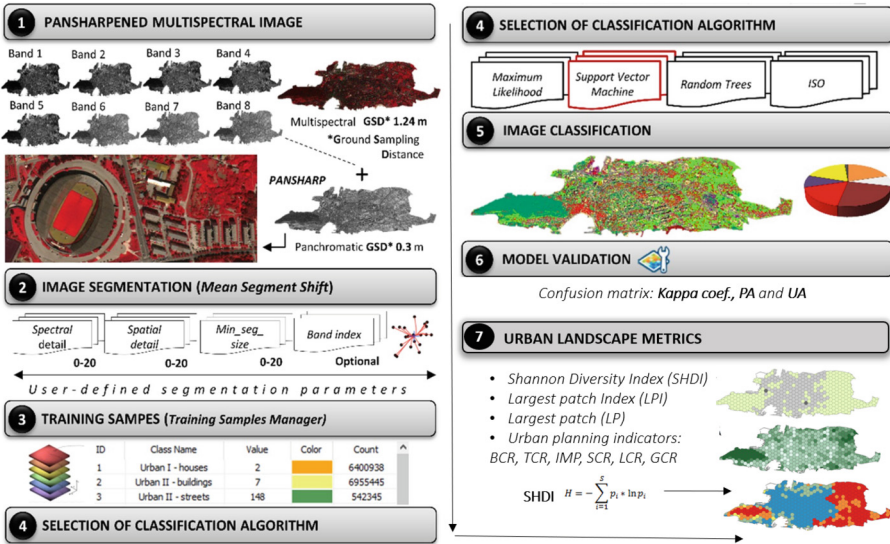 1 PANSHARPENED MULTISPECTRAL IMAGE
Band 1 Band 2 Band 3 Band 4
Band 5 Band 6 Band 7 Band 8
Multispectral GSD* 1.24 m
*Ground Sampling
Distance
PANSHARP
+
Panchromatic GSD* 0.3 m
2 IMAGE SEGMENTATION (Mean Segment Shift)
Spectral
detail
0-20
Spatial
detail
0-20
Min_seg_
size
0-20
Band index
Optional
User-defined segmentation parameters
3 TRAINING SAMPES (Training Samples Manager)
ID Class Name Value Color Count
1 Urban I - houses 2 6400938
2 Urban II - buildings 7 6955445
3 Urban II - streets 148 542345
4 SELECTION OF CLASSIFICATION ALGORITHM
4 SELECTION OF CLASSIFICATION ALGORITHM
Maximum
Likelihood
Support Vector
Machine
Random Trees
ISO
5 IMAGE CLASSIFICATION
6 MODEL VALIDATION
Confusion matrix: Kappa coef., PA and UA
7 URBAN LANDSCAPE METRICS
• Shannon Diversity Index (SHDI)
• Largest patch Index (LPI)
• Largest patch (LP)
• Urban planning indicators:
BCR, TCR, IMP, SCR, LCR, GCR
SHDI H = − ∑ s i=1 pᵢ * ln pᵢ